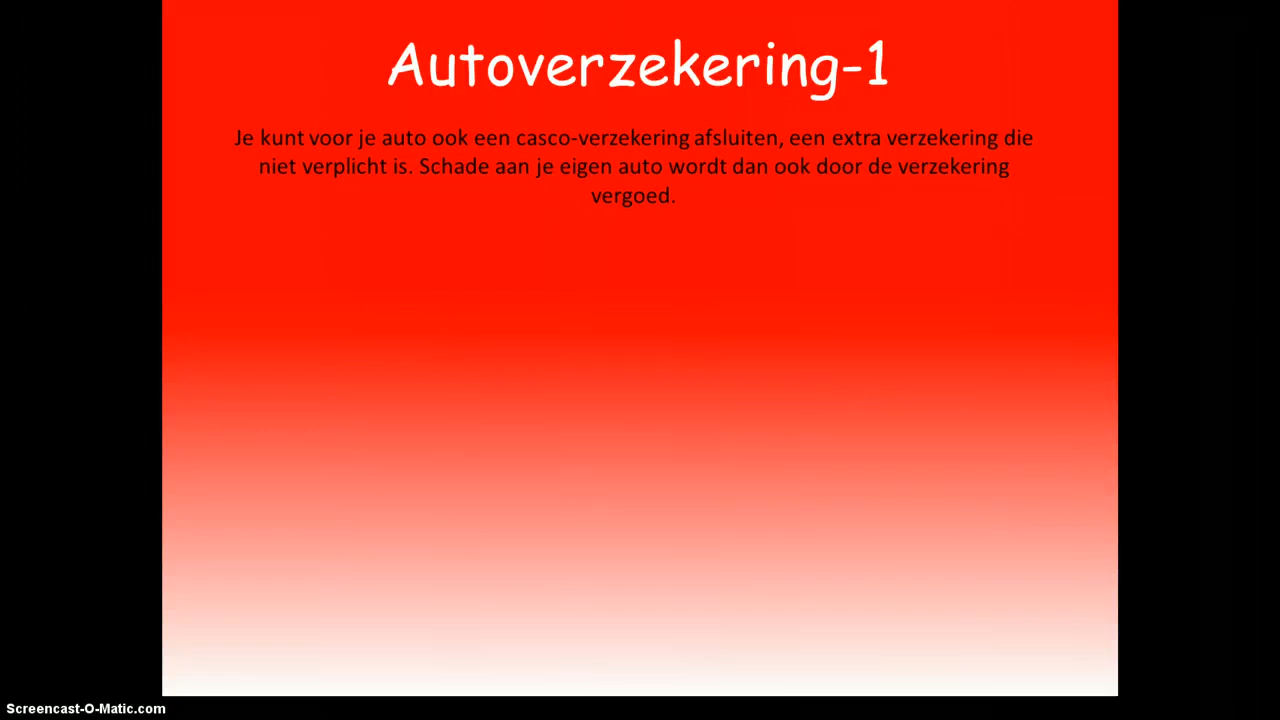 Autoverzekering-1
Je kunt voor je auto ook een casco-verzekering afsluiten, een extra verzekering die
niet verplicht is. Schade aan je eigen auto wordt dan ook door de verzekering
vergoed.
Screencast-O-Matic.com